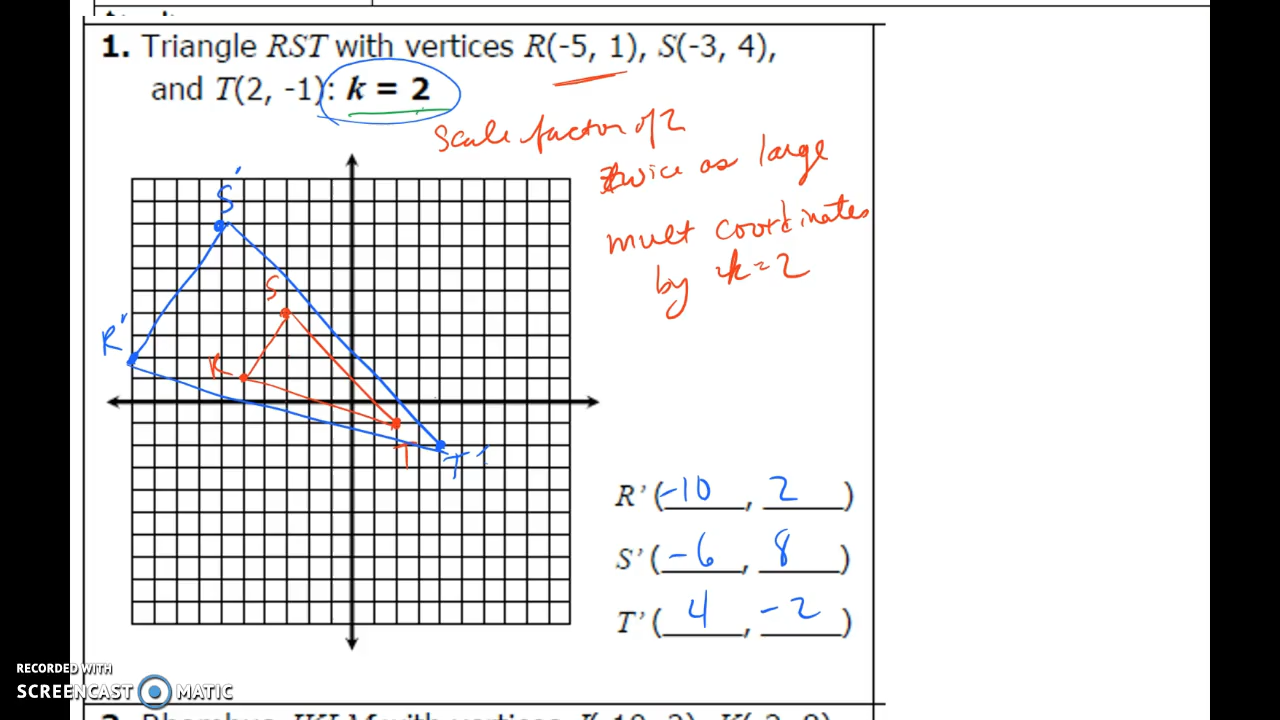 1. Triangle RST with vertices R(-5, 1), S(-3, 4),
and T(2, -1): k = 2
Scale factor of 2
twice as large
mult coordinates
by k=2
S'
S
R'
R
T
T'
R' (-10, 2)
S' (-6, 8)
T' (4, -2)
RECORDED WITH
SCREENCAST MATIC